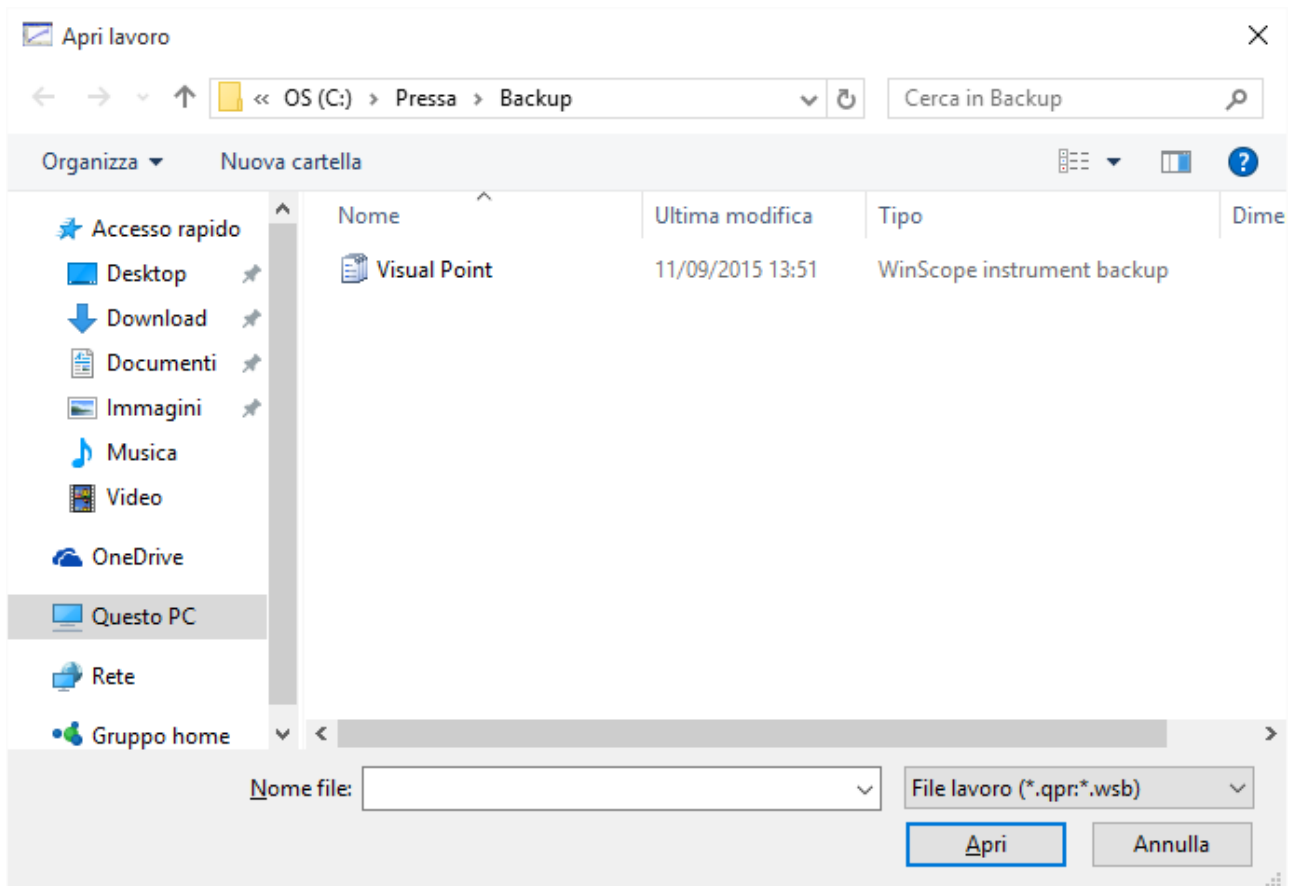 Apri lavoro
« OS (C:) › Pressa › Backup
Cerca in Backup
Organizza
Nuova cartella
Accesso rapido
Desktop
Download
Documenti
Immagini
Musica
Video
OneDrive
Questo PC
Rete
Gruppo home
Nome Ultima modifica Tipo Dime
Visual Point 11/09/2015 13:51 WinScope instrument backup
Nome file:
File lavoro (*.qpr:*.wsb)
Apri Annulla